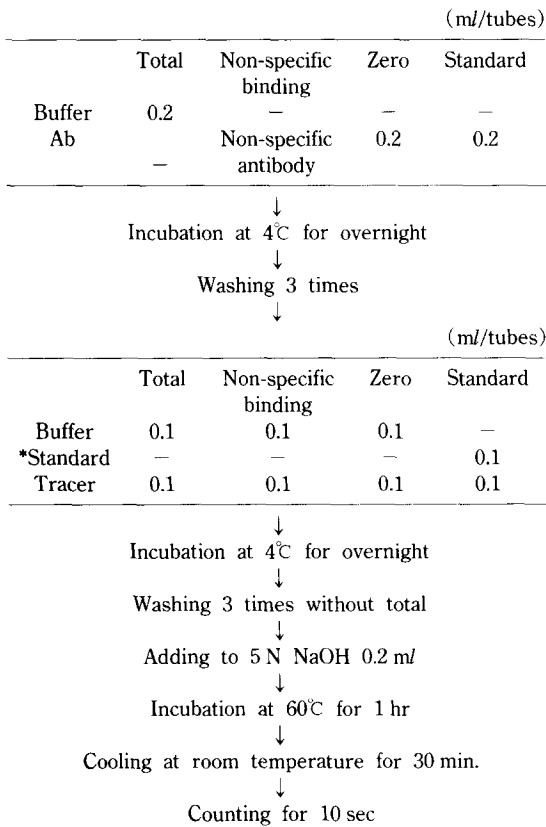 (ml/tubes)
Total Non-specific binding Zero Standard
Buffer 0.2 — — —
Ab — Non-specific antibody 0.2 0.2
↓
Incubation at 4℃ for overnight
↓
Washing 3 times
↓
(ml/tubes)
Total Non-specific binding Zero Standard
Buffer 0.1 0.1 0.1 —
*Standard — — — 0.1
Tracer 0.1 0.1 0.1 0.1
↓
Incubation at 4℃ for overnight
↓
Washing 3 times without total
↓
Adding to 5 N NaOH 0.2 ml
↓
Incubation at 60℃ for 1 hr
↓
Cooling at room temperature for 30 min.
↓
Counting for 10 sec